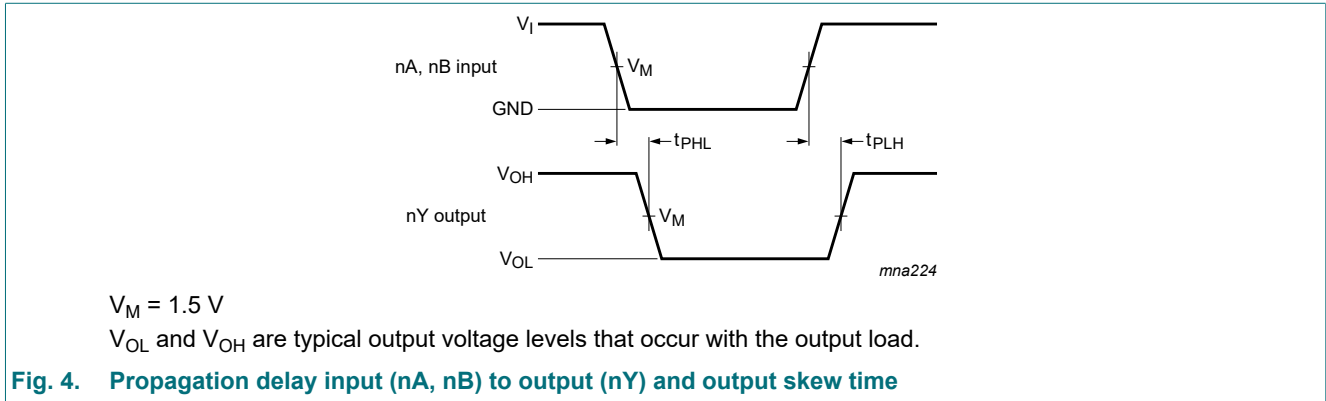 V_I
nA, nB input
V_M
GND
t_PHL
t_PLH
V_OH
nY output
V_M
V_OL
mna224
V_M = 1.5 V
V_OL and V_OH are typical output voltage levels that occur with the output load.
Fig. 4. Propagation delay input (nA, nB) to output (nY) and output skew time